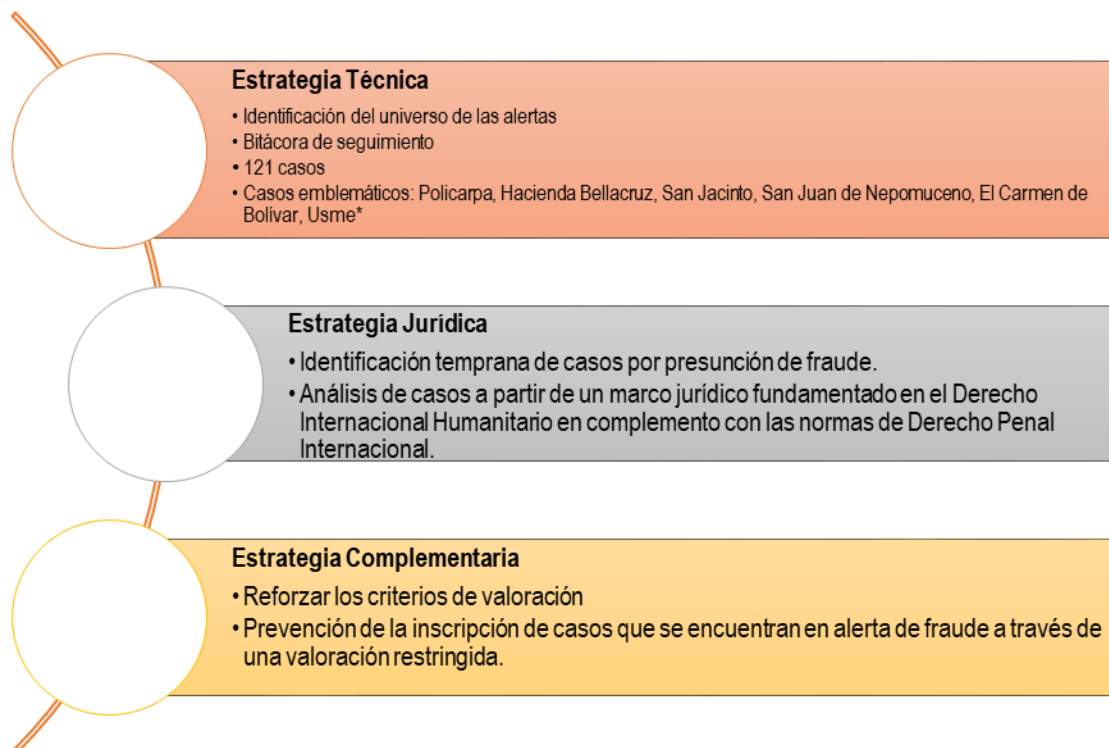 Estrategia Técnica
• Identificación del universo de las alertas
• Bitácora de seguimiento
• 121 casos
• Casos emblemáticos: Policarpa, Hacienda Bellacruz, San Jacinto, San Juan de Nepomuceno, El Carmen de
Bolivar, Usme*
Estrategia Jurídica
• Identificación temprana de casos por presunción de fraude.
• Análisis de casos a partir de un marco jurídico fundamentado en el Derecho
Internacional Humanitario en complemento con las normas de Derecho Penal
Internacional.
Estrategia Complementaria
• Reforzar los criterios de valoración
• Prevención de la inscripción de casos que se encuentran en alerta de fraude a través de
una valoración restringida.